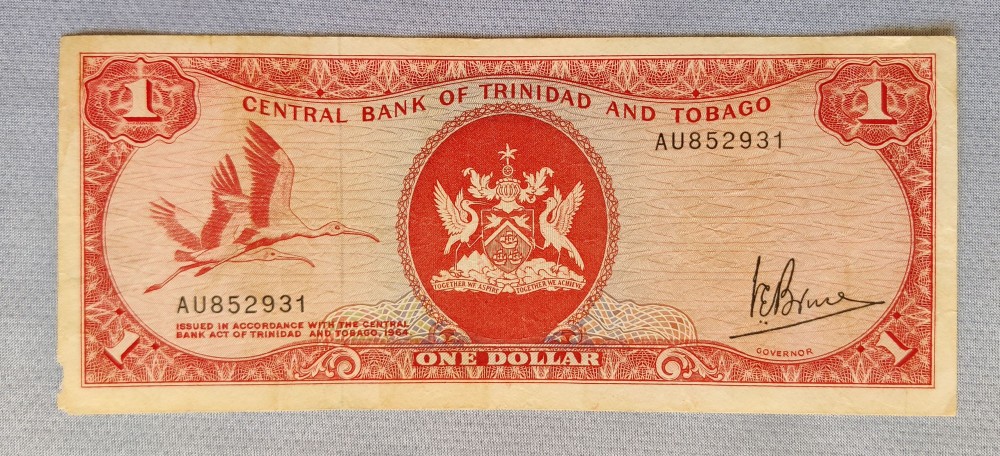 1 1
CENTRAL BANK OF TRINIDAD AND TOBAGO
AU852931
TOGETHER WE ASPIRE TOGETHER WE ACHIEVE
AU852931
ISSUED IN ACCORDANCE WITH THE CENTRAL
BANK ACT OF TRINIDAD AND TOBAGO, 1964
GOVERNOR
1 ONE DOLLAR 1